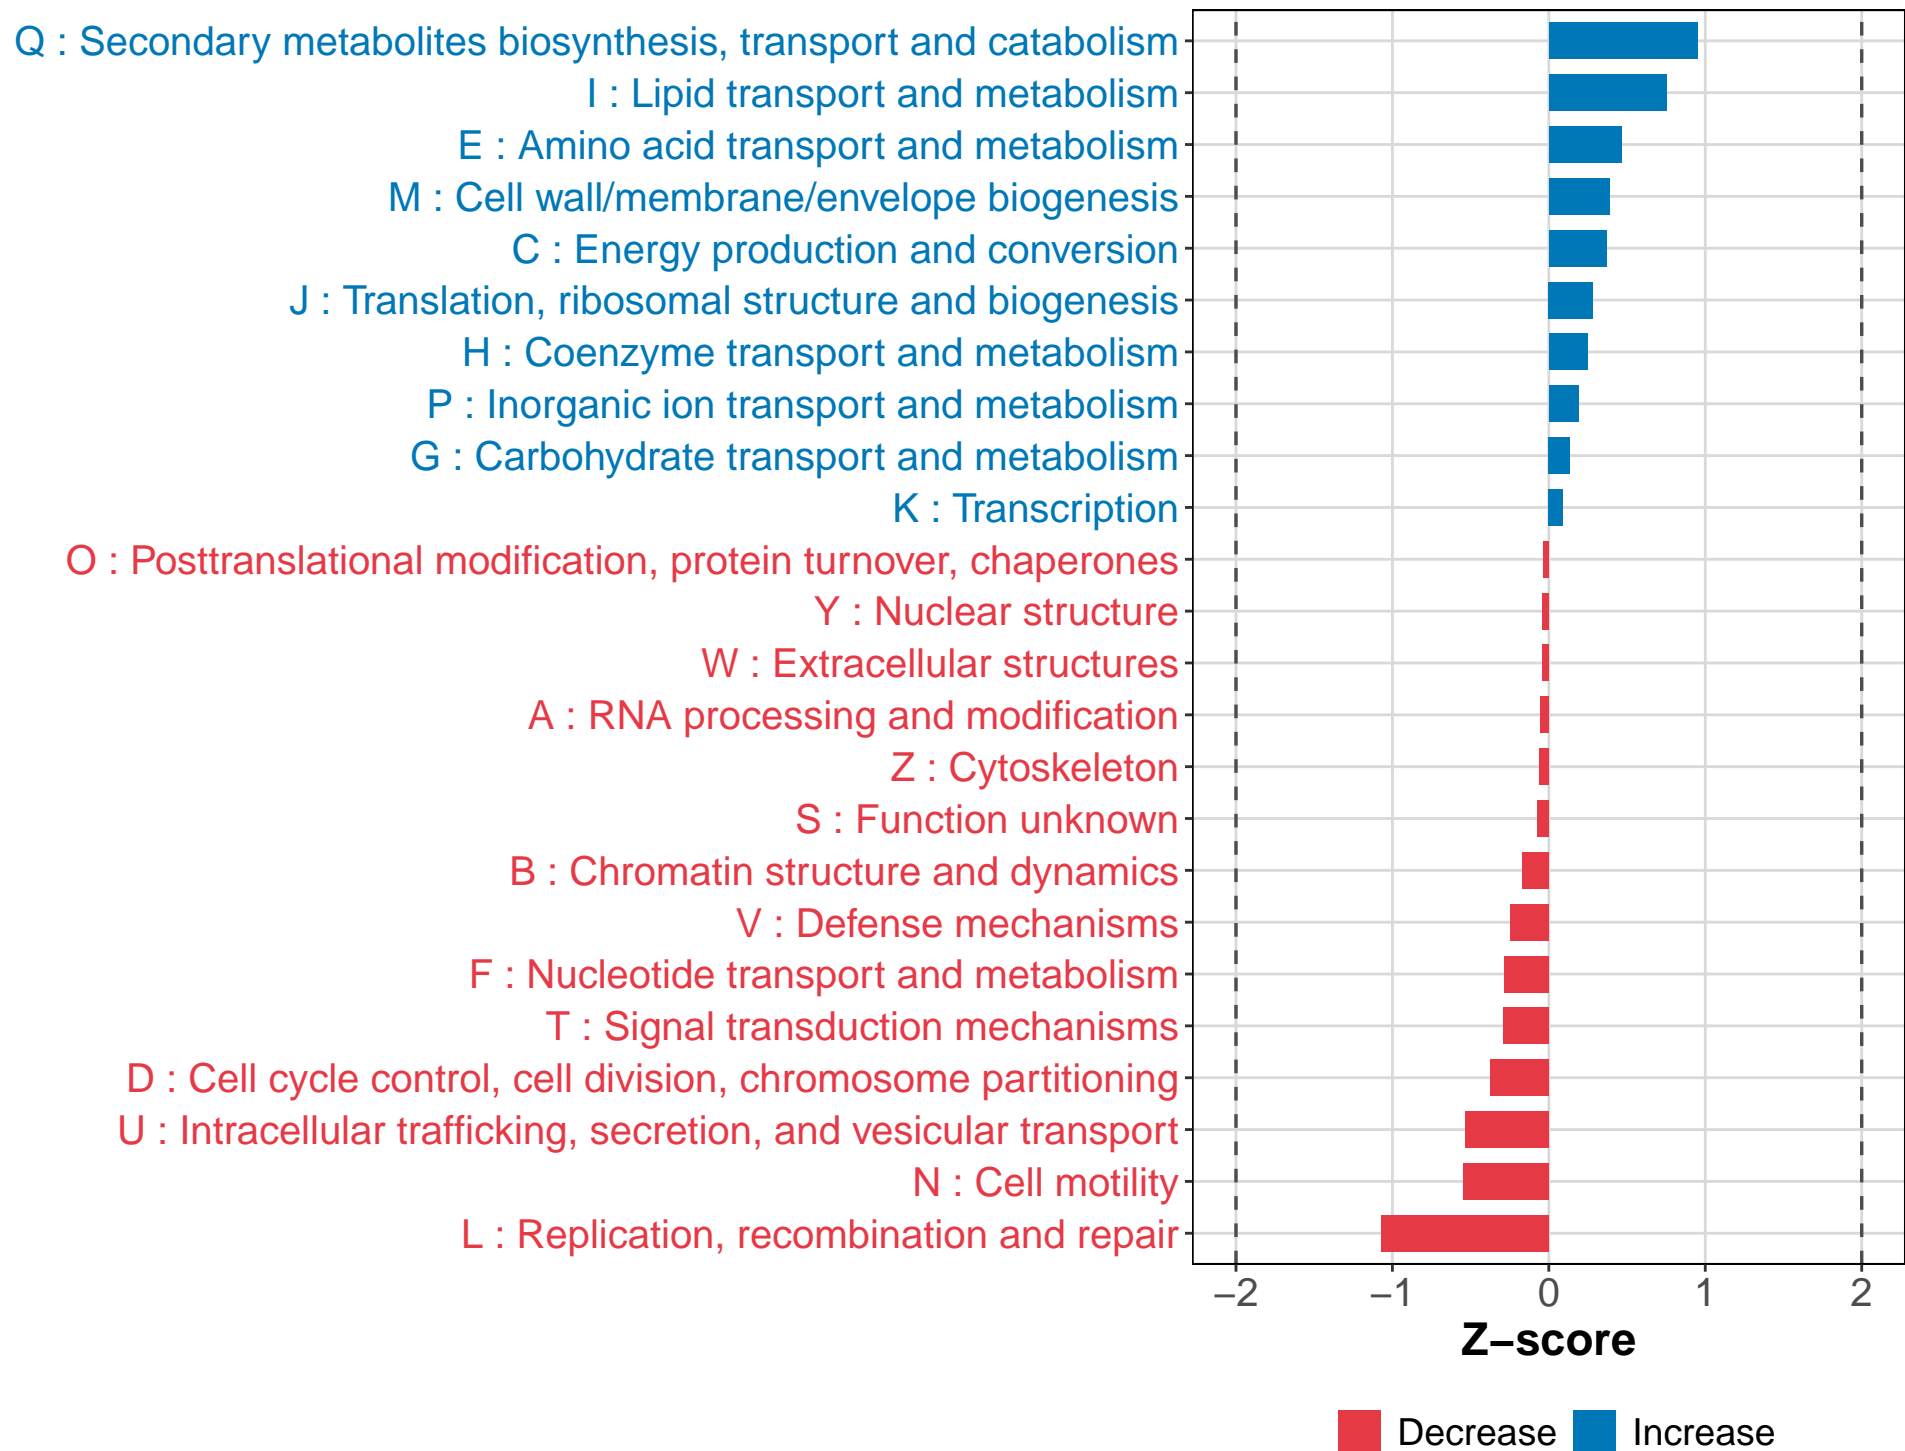 Q : Secondary metabolites biosynthesis, transport and catabolism
I : Lipid transport and metabolism
E : Amino acid transport and metabolism
M : Cell wall/membrane/envelope biogenesis
C : Energy production and conversion
J : Translation, ribosomal structure and biogenesis
H : Coenzyme transport and metabolism
P : Inorganic ion transport and metabolism
G : Carbohydrate transport and metabolism
K : Transcription
O : Posttranslational modification, protein turnover, chaperones
Y : Nuclear structure
W : Extracellular structures
A : RNA processing and modification
Z : Cytoskeleton
S : Function unknown
B : Chromatin structure and dynamics
V : Defense mechanisms
F : Nucleotide transport and metabolism
T : Signal transduction mechanisms
D : Cell cycle control, cell division, chromosome partitioning
U : Intracellular trafficking, secretion, and vesicular transport
N : Cell motility
L : Replication, recombination and repair
−2 −1 0 1 2
Z−score
Decrease Increase